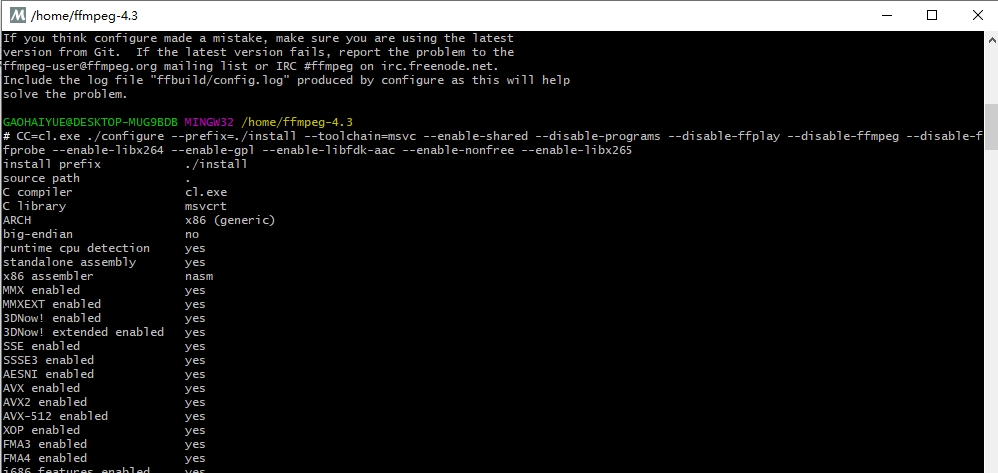 /home/ffmpeg-4.3
If you think configure made a mistake, make sure you are using the latest
version from Git.  If the latest version fails, report the problem to the
ffmpeg-user@ffmpeg.org mailing list or IRC #ffmpeg on irc.freenode.net.
Include the log file "ffbuild/config.log" produced by configure as this will help
solve the problem.
GAOHAIYUE@DESKTOP-MUG9BDB MINGW32 /home/ffmpeg-4.3
# CC=cl.exe ./configure --prefix=./install --toolchain=msvc --enable-shared --disable-programs --disable-ffplay --disable-ffmpeg --disable-f
fprobe --enable-libx264 --enable-gpl --enable-libfdk-aac --enable-nonfree --enable-libx265
install prefix            ./install
source path               .
C compiler                cl.exe
C library                 msvcrt
ARCH                      x86 (generic)
big-endian                no
runtime cpu detection     yes
standalone assembly       yes
x86 assembler             nasm
MMX enabled               yes
MMXEXT enabled            yes
3DNow! enabled            yes
3DNow! extended enabled   yes
SSE enabled               yes
SSSE3 enabled             yes
AESNI enabled             yes
AVX enabled               yes
AVX2 enabled              yes
AVX-512 enabled           yes
XOP enabled               yes
FMA3 enabled              yes
FMA4 enabled              yes
i686 features enabled     yes